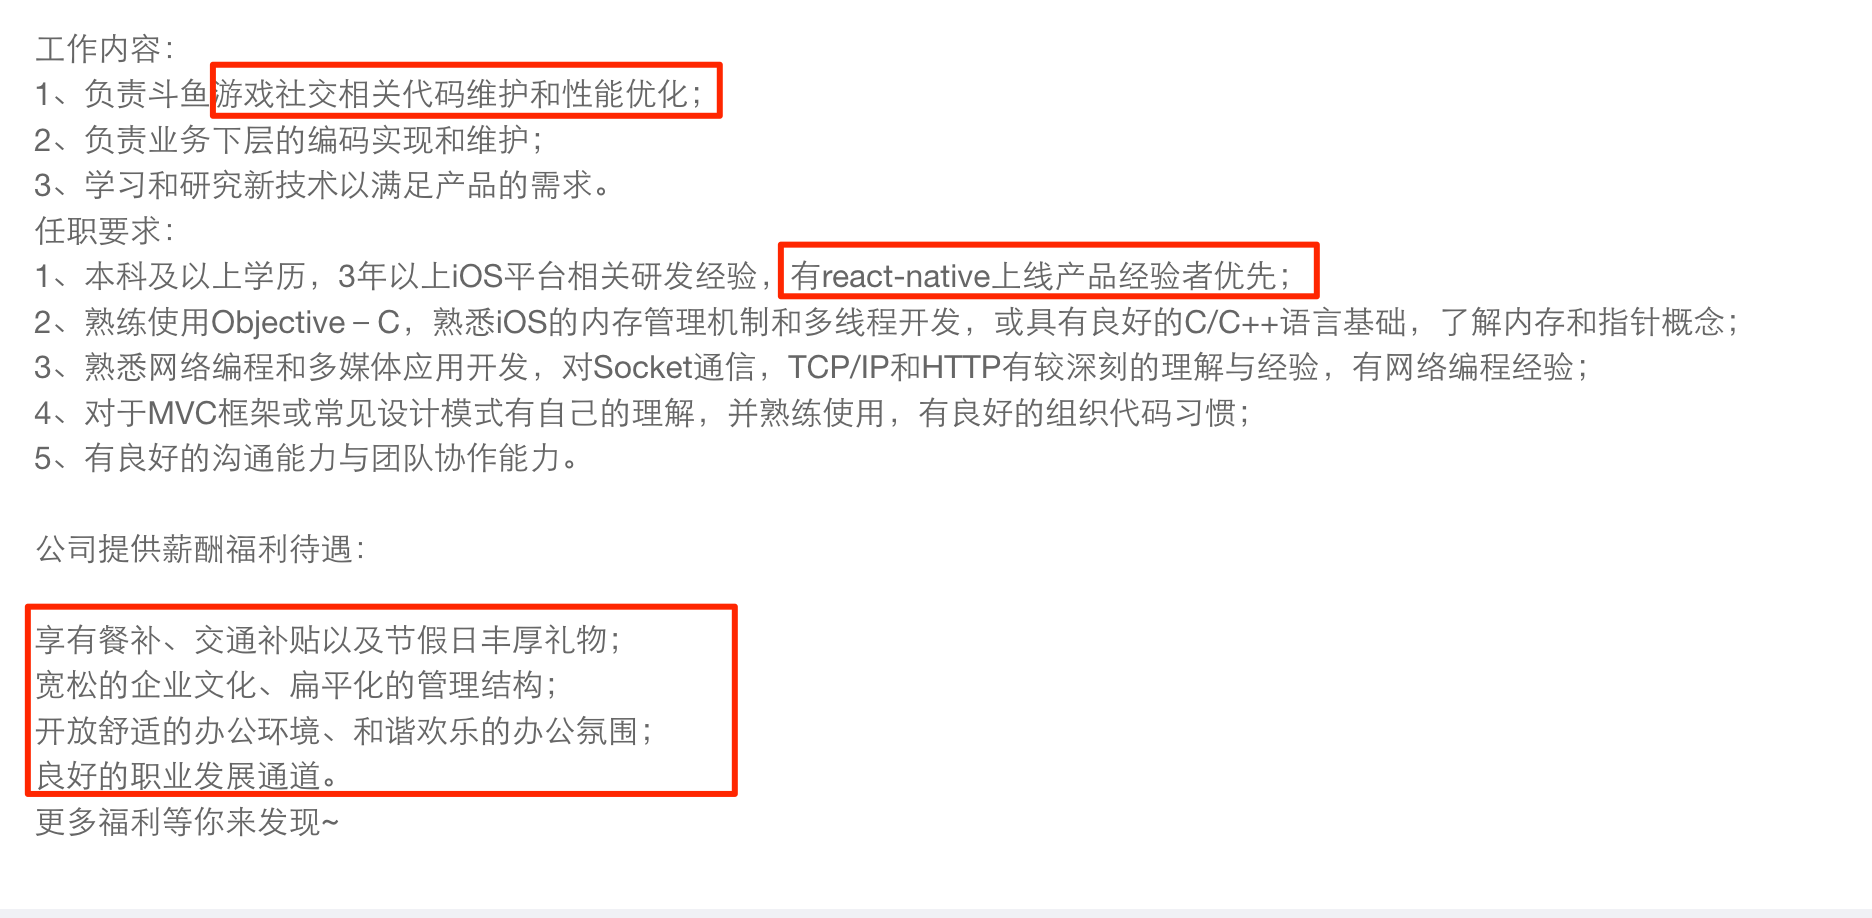 工作内容：
1、负责斗鱼游戏社交相关代码维护和性能优化；
2、负责业务下层的编码实现和维护；
3、学习和研究新技术以满足产品的需求。
任职要求：
1、本科及以上学历，3年以上iOS平台相关研发经验，有react-native上线产品经验者优先；
2、熟练使用Objective – C，熟悉iOS的内存管理机制和多线程开发，或具有良好的C/C++语言基础，了解内存和指针概念；
3、熟悉网络编程和多媒体应用开发，对Socket通信，TCP/IP和HTTP有较深刻的理解与经验，有网络编程经验；
4、对于MVC框架或常见设计模式有自己的理解，并熟练使用，有良好的组织代码习惯；
5、有良好的沟通能力与团队协作能力。
公司提供薪酬福利待遇：
享有餐补、交通补贴以及节假日丰厚礼物；
宽松的企业文化、扁平化的管理结构；
开放舒适的办公环境、和谐欢乐的办公氛围；
良好的职业发展通道。
更多福利等你来发现~